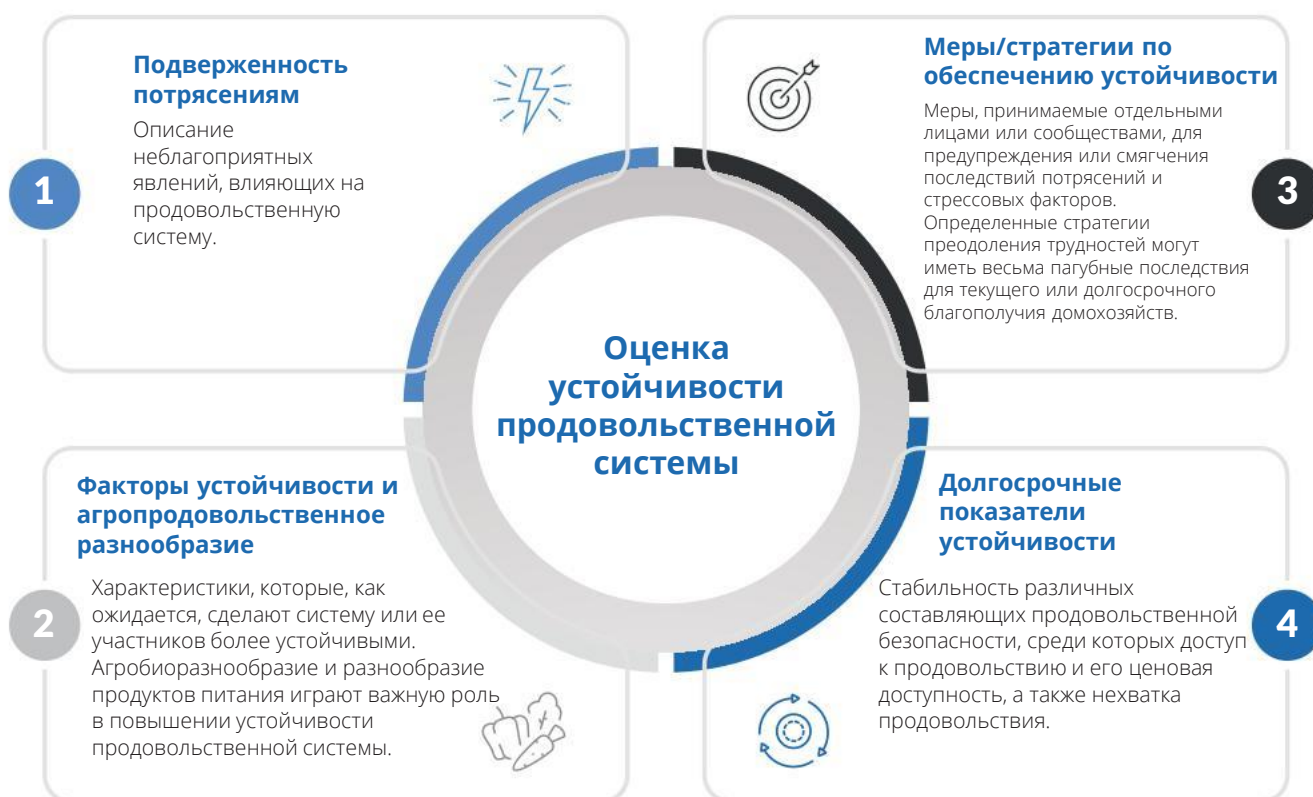 1
Подверженность
потрясениям
Описание
неблагоприятных
явлений, влияющих на
продовольственную
систему.
2
Факторы устойчивости и
агропродовольственное
разнообразие
Характеристики, которые, как
ожидается, сделают систему или ее
участников более устойчивыми.
Агробиоразнообразие и разнообразие
продуктов питания играют важную роль
в повышении устойчивости
продовольственной системы.
Оценка
устойчивости
продовольственной
системы
3
Меры/стратегии по
обеспечению устойчивости
Меры, принимаемые отдельными
лицами или сообществами, для
предупреждения или смягчения
последствий потрясений и
стрессовых факторов.
Определенные стратегии
преодоления трудностей могут
иметь весьма пагубные последствия
для текущего или долгосрочного
благополучия домохозяйств.
4
Долгосрочные
показатели
устойчивости
Стабильность различных
составляющих продовольственной
безопасности, среди которых доступ
к продовольствию и его ценовая
доступность, а также нехватка
продовольствия.